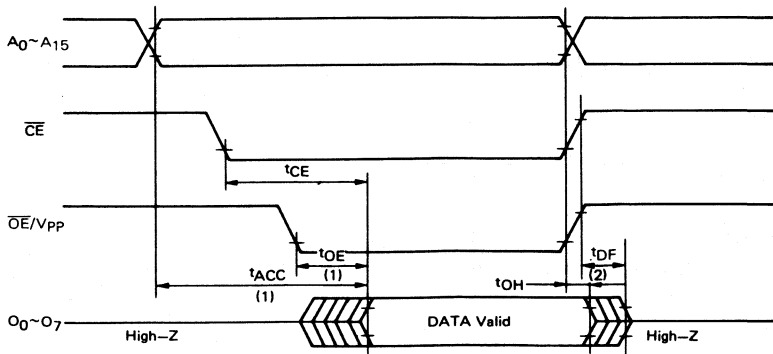 A0~A15
CE
tCE
OE/VPP
tOE
(1)
tACC
(1)
tDF
(2)
tOH
O0~O7
High-Z
DATA Valid
High-Z